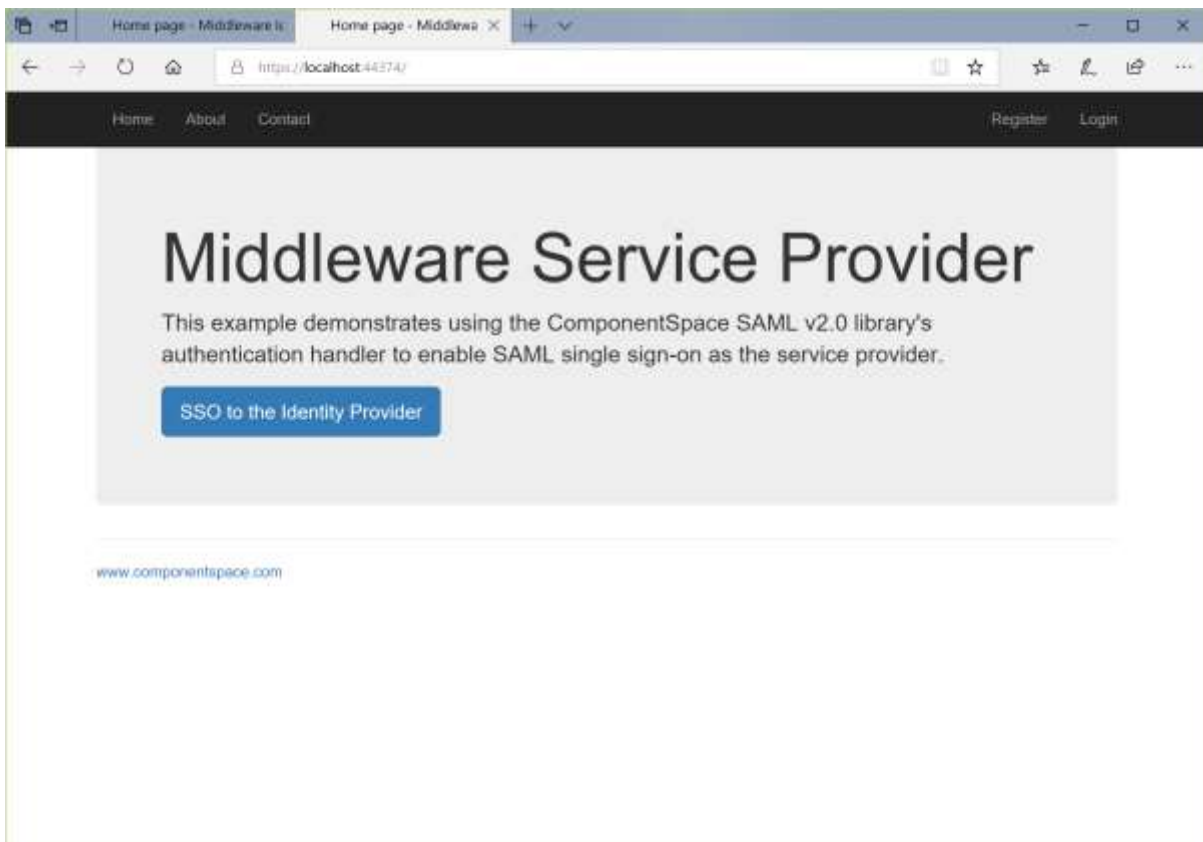 Home page - Middleware Ic
Home page - Middlewa
https://localhost:44374/
Home About Contact Register Login
Middleware Service Provider
This example demonstrates using the ComponentSpace SAML v2.0 library's
authentication handler to enable SAML single sign-on as the service provider.
SSO to the Identity Provider
www.componentspace.com